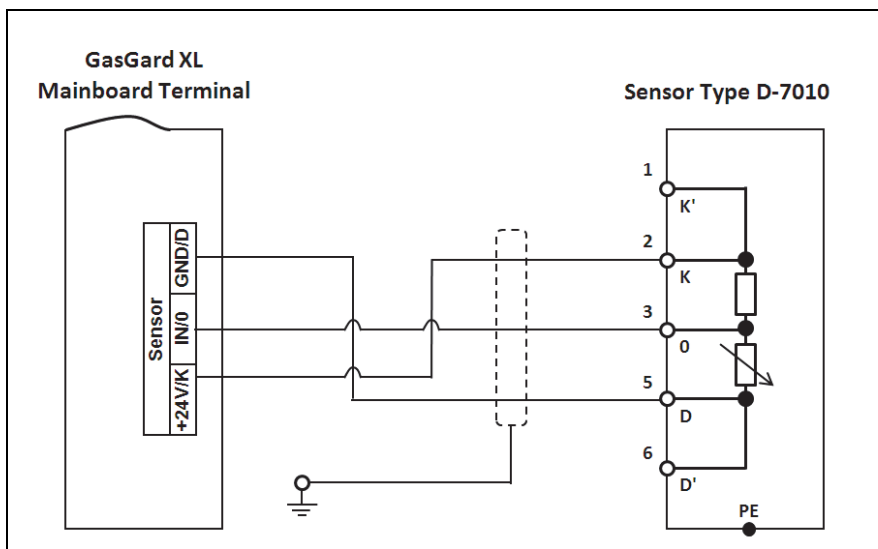 GasGard XL
Mainboard Terminal
Sensor Type D-7010
Sensor
GND/D
IN/0
+24V/K
1
K'
2
K
3
0
5
D
6
D'
PE